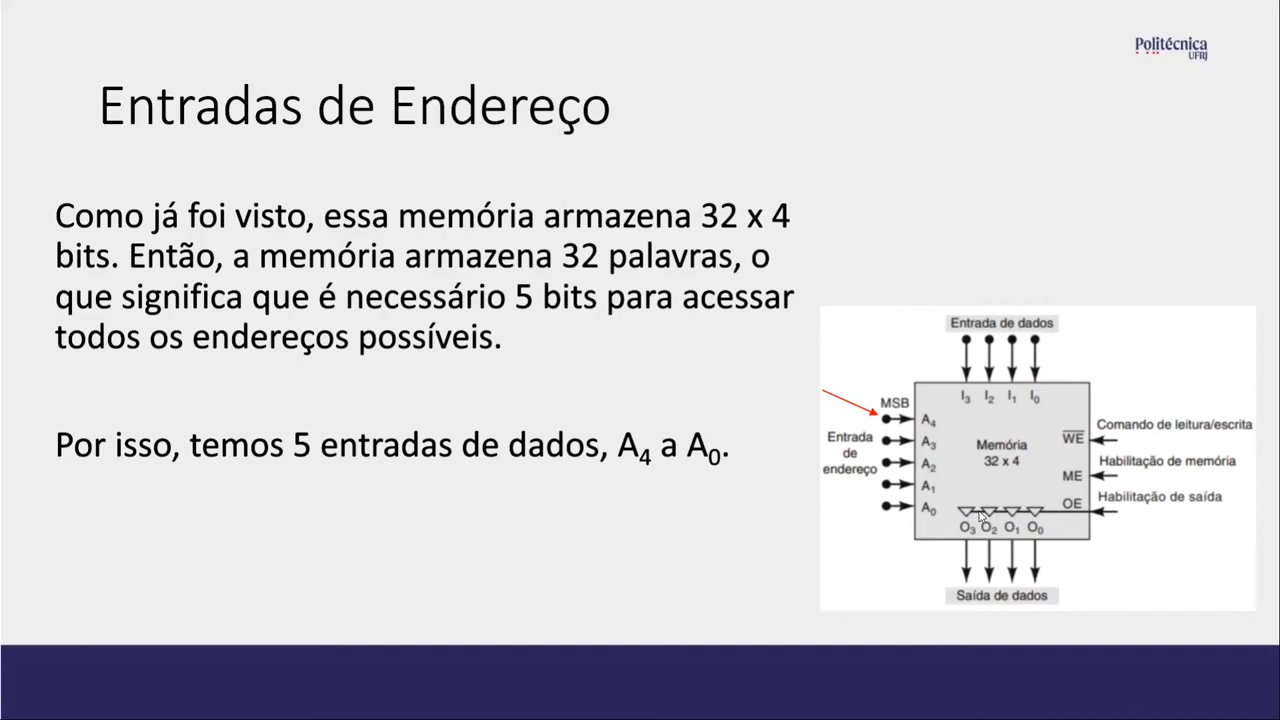 Politécnica
UFRJ
Entradas de Endereço
Como já foi visto, essa memória armazena 32 x 4
bits. Então, a memória armazena 32 palavras, o
que significa que é necessário 5 bits para acessar
todos os endereços possíveis.
Por isso, temos 5 entradas de dados, A₄ a A₀.
Entrada de dados
I₃ I₂ I₁ I₀
MSB
Entrada
de
endereço
A₄
A₃
A₂
A₁
A₀
Memória
32 x 4
W̅E̅
ME
OE
Comando de leitura/escrita
Habilitação de memória
Habilitação de saída
O₃ O₂ O₁ O₀
Saída de dados